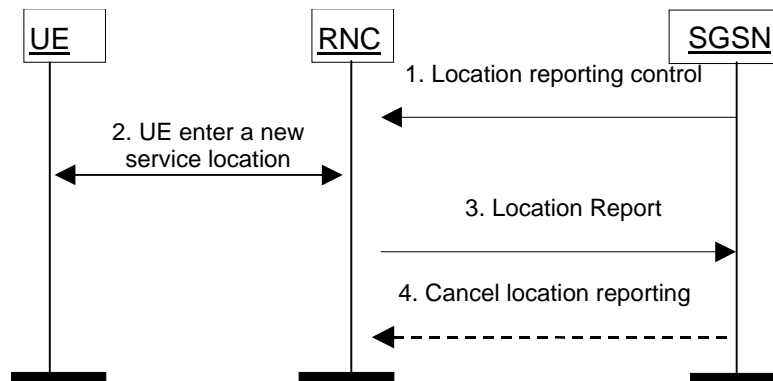 UE
RNC
SGSN
1. Location reporting control
2. UE enter a new
service location
3. Location Report
4. Cancel location reporting